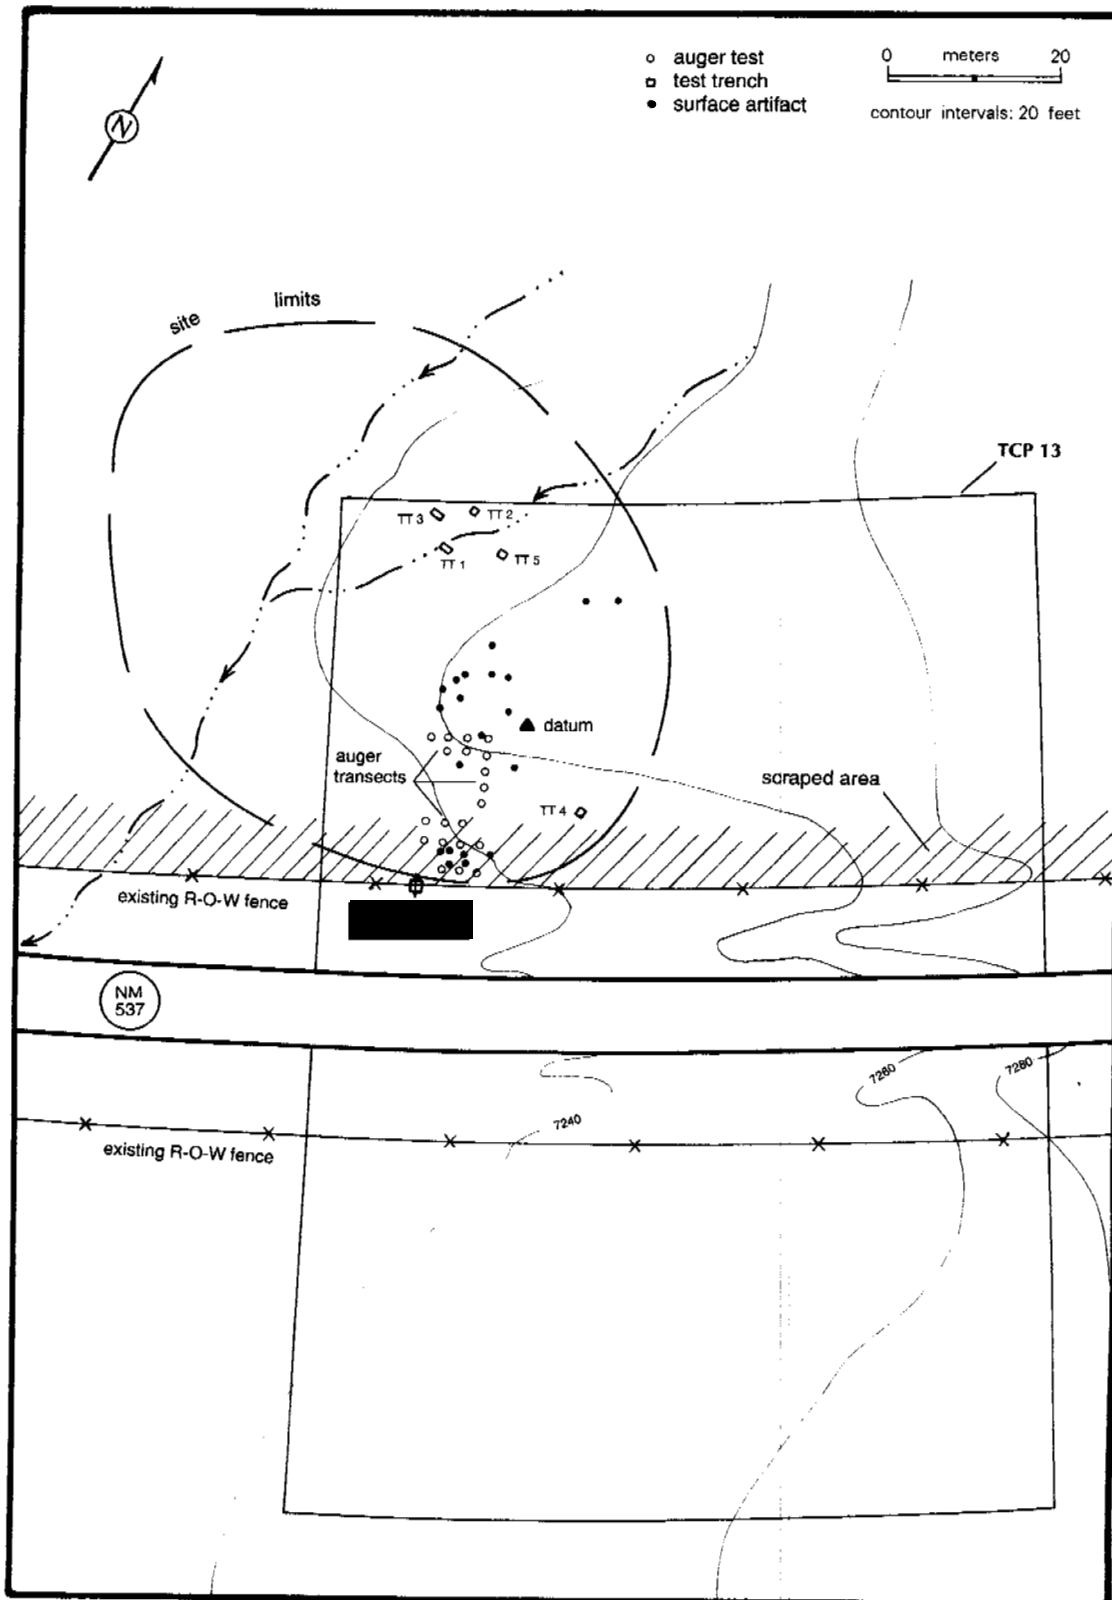 auger test
test trench
surface artifact
0 meters 20
contour intervals: 20 feet
N
site limits
TCP 13
TT 3
TT 2
TT 1
TT 5
datum
auger
transects
scraped area
TT 4
existing R-O-W fence
NM
537
7260
7280
7240
existing R-O-W fence